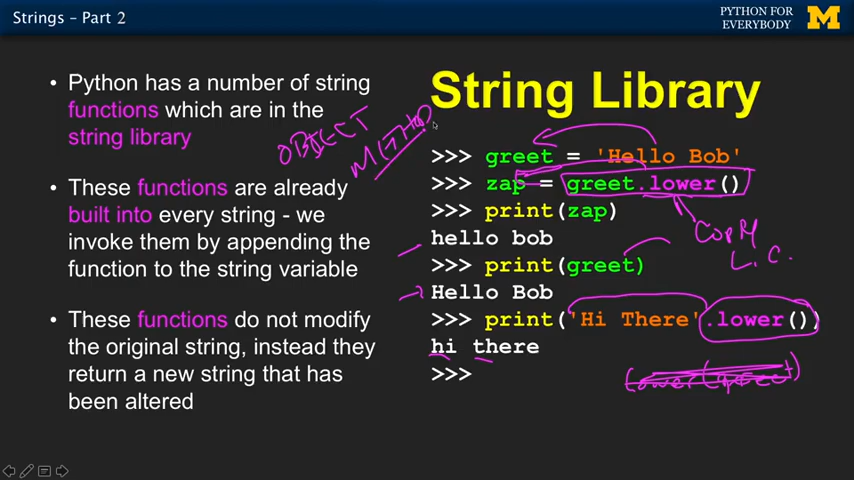 Strings - Part 2
PYTHON FOR
EVERYBODY
M
String Library
• Python has a number of string
functions which are in the
string library
• These functions are already
built into every string - we
invoke them by appending the
function to the string variable
• These functions do not modify
the original string, instead they
return a new string that has
been altered
OBJECT
METHOD
>>> greet = 'Hello Bob'
>>> zap = greet.lower()
>>> print(zap)
hello bob
>>> print(greet)
Hello Bob
>>> print('Hi There'.lower())
hi there
>>>
COPY
L.C.
lower(greet)